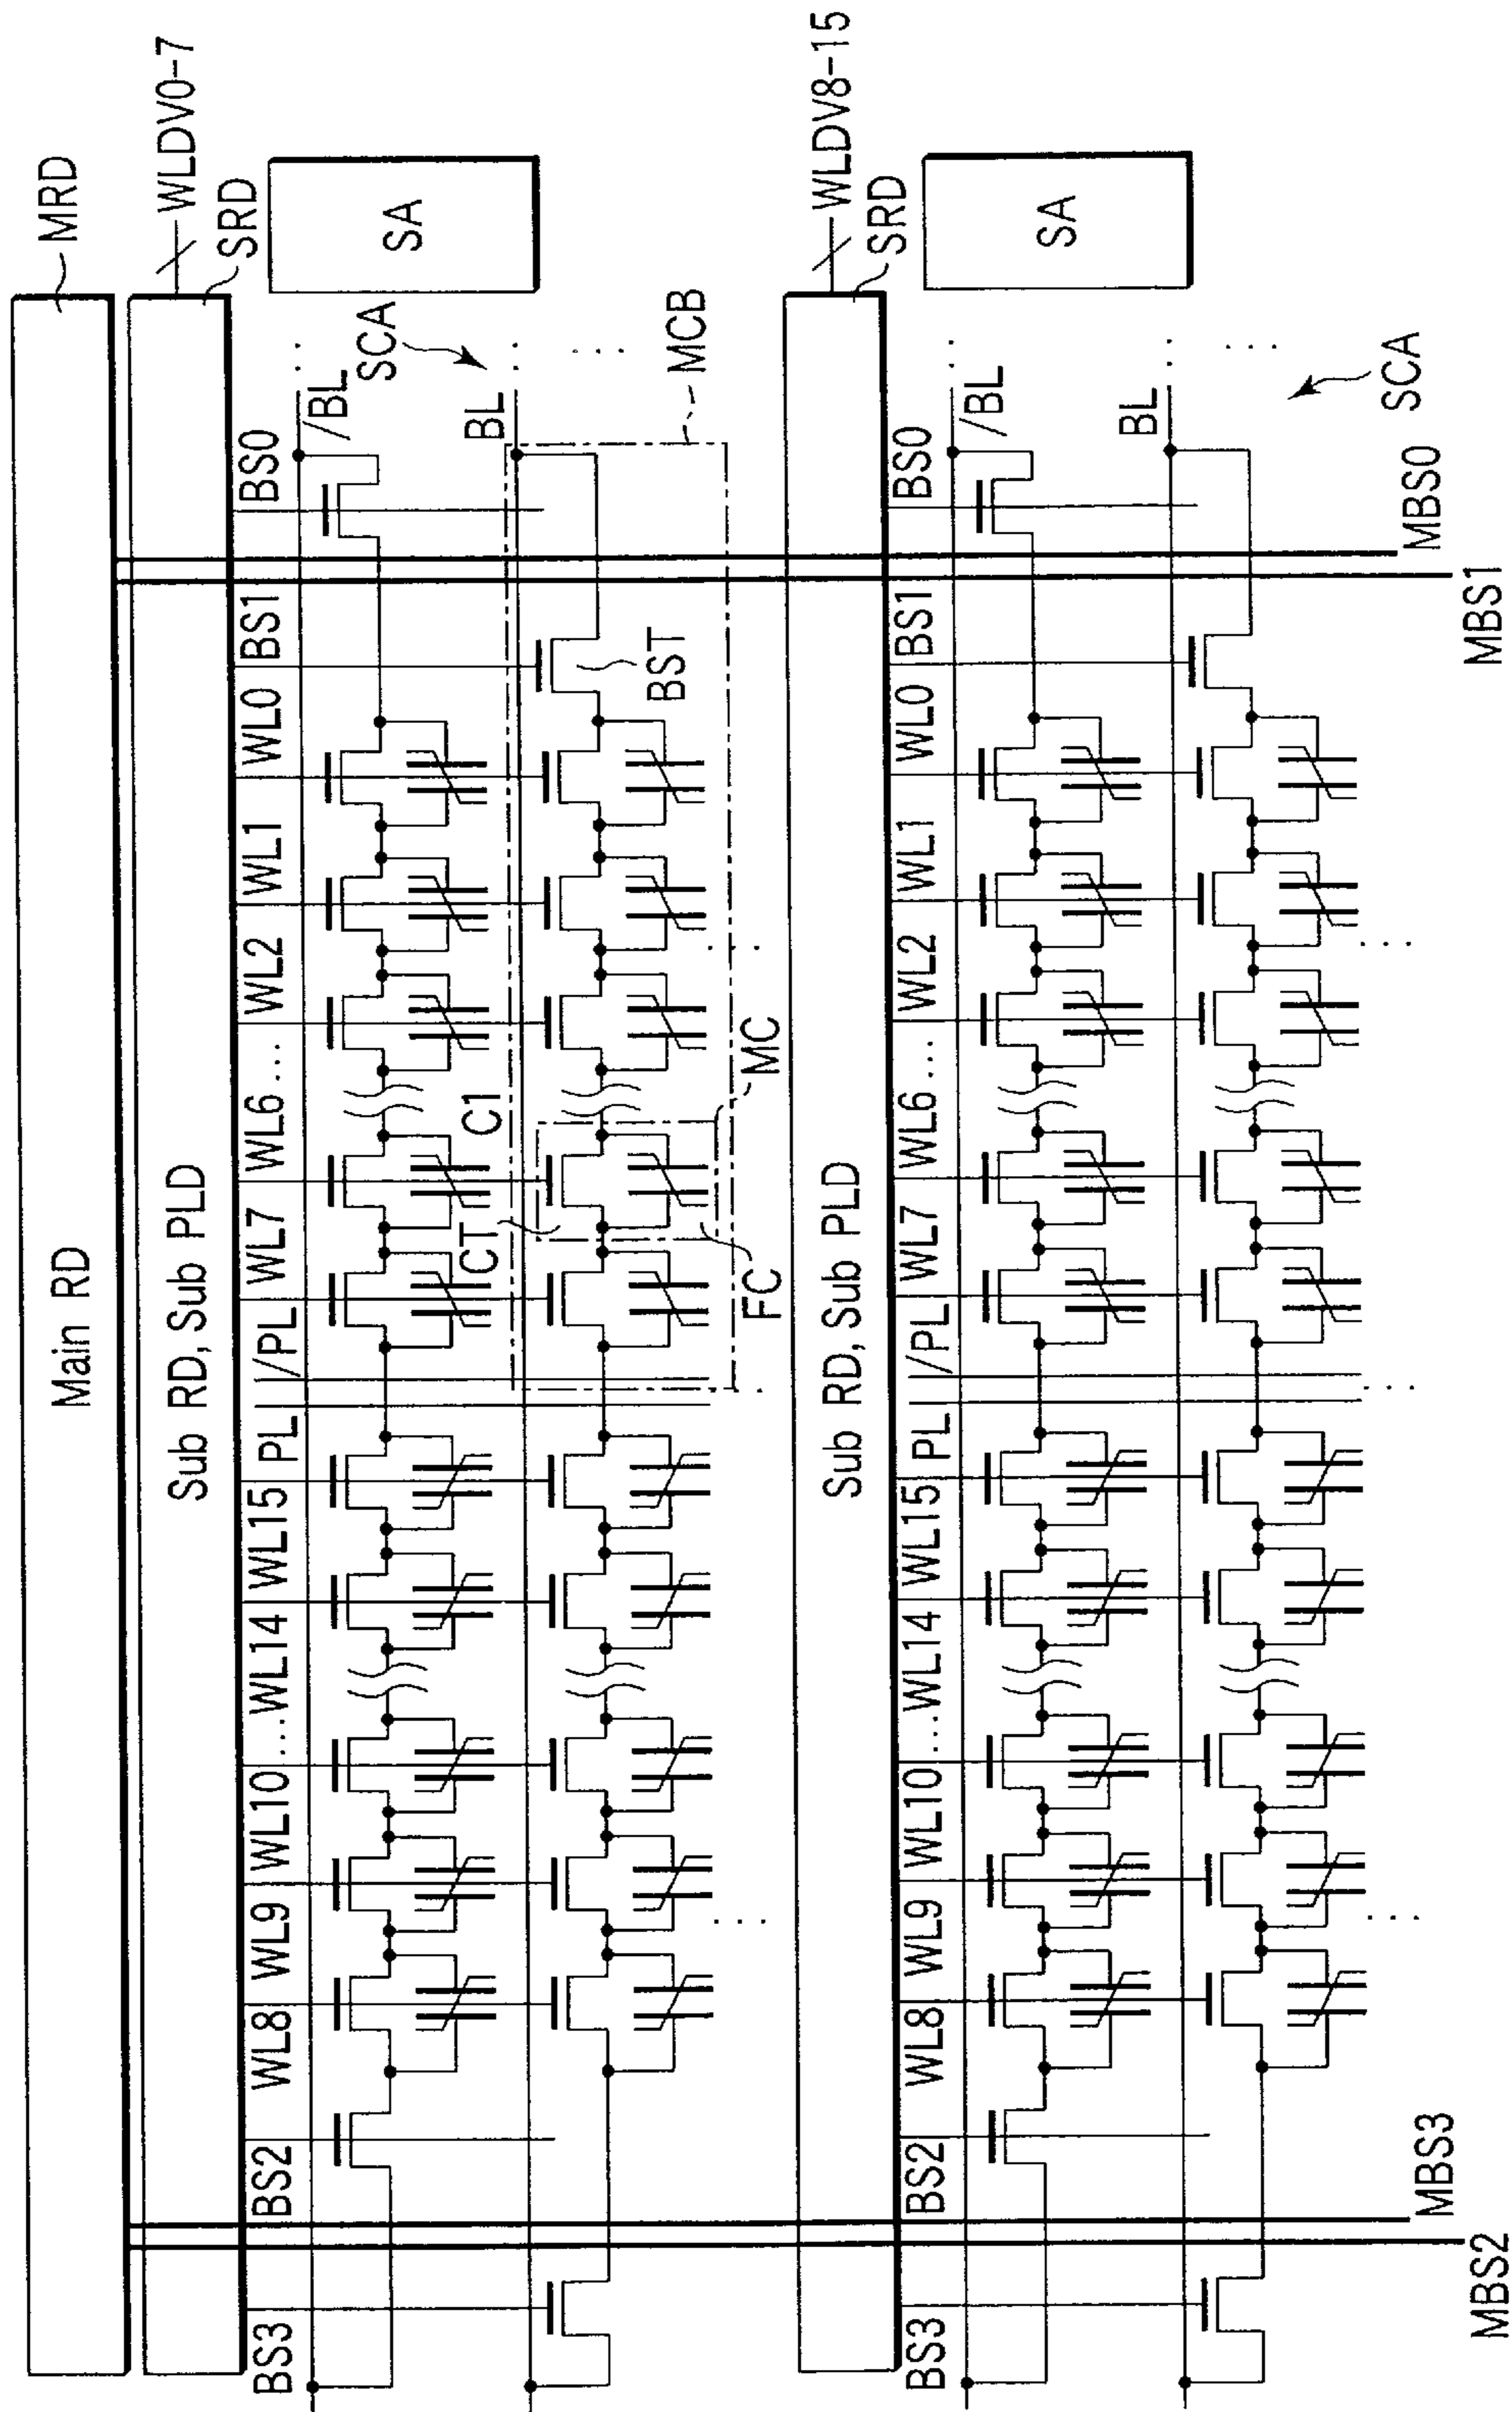 MRD
Main RD
WLDV0-7
SRD
Sub RD, Sub PLD
SA
SCA
BS3
BS2
WL8
WL9
WL10
...WL14
WL15
PL
/PL
WL7
WL6...
WL2
WL1
WL0
BS1
BS0
/BL
BL
C1
CT
BST
MCB
MC
FC
WLDV8-15
SRD
Sub RD, Sub PLD
SA
BS3
BS2
WL8
WL9
WL10
...WL14
WL15
PL
/PL
WL7
WL6...
WL2
WL1
WL0
BS1
BS0
/BL
BL
SCA
MBS2
MBS3
MBS1
MBS0